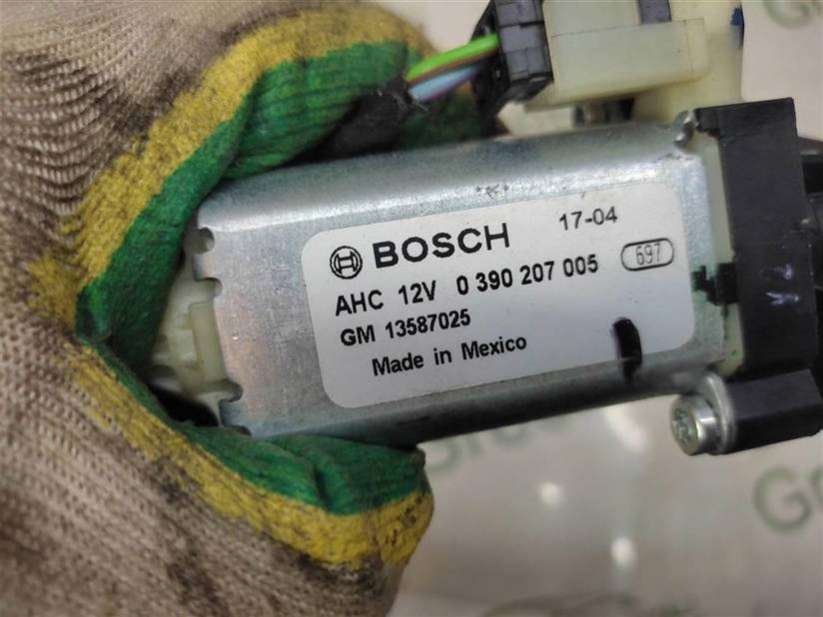 BOSCH 17-04
AHC 12V 0 390 207 005 697
GM 13587025
Made in Mexico